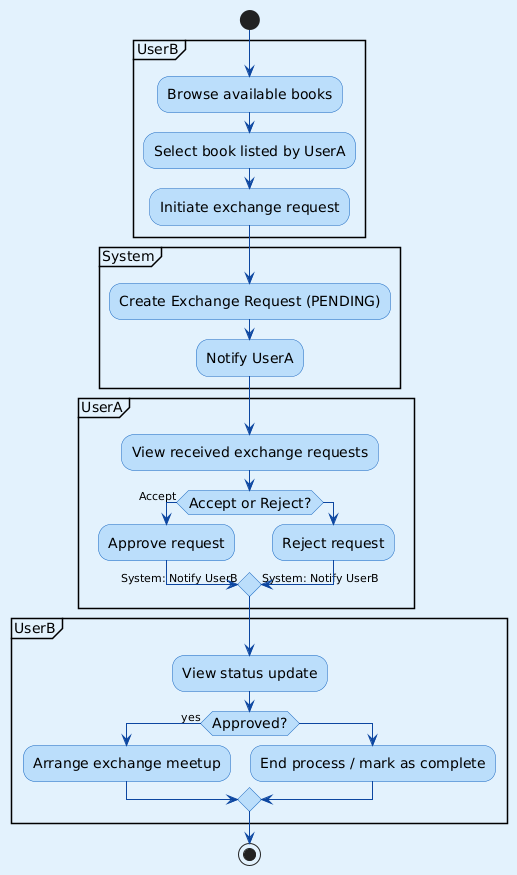 UserB
Browse available books
Select book listed by UserA
Initiate exchange request
System
Create Exchange Request (PENDING)
Notify UserA
UserA
View received exchange requests
Accept or Reject?
Accept
Approve request
Reject request
System: Notify UserB
System: Notify UserB
UserB
View status update
Approved?
yes
Arrange exchange meetup
End process / mark as complete